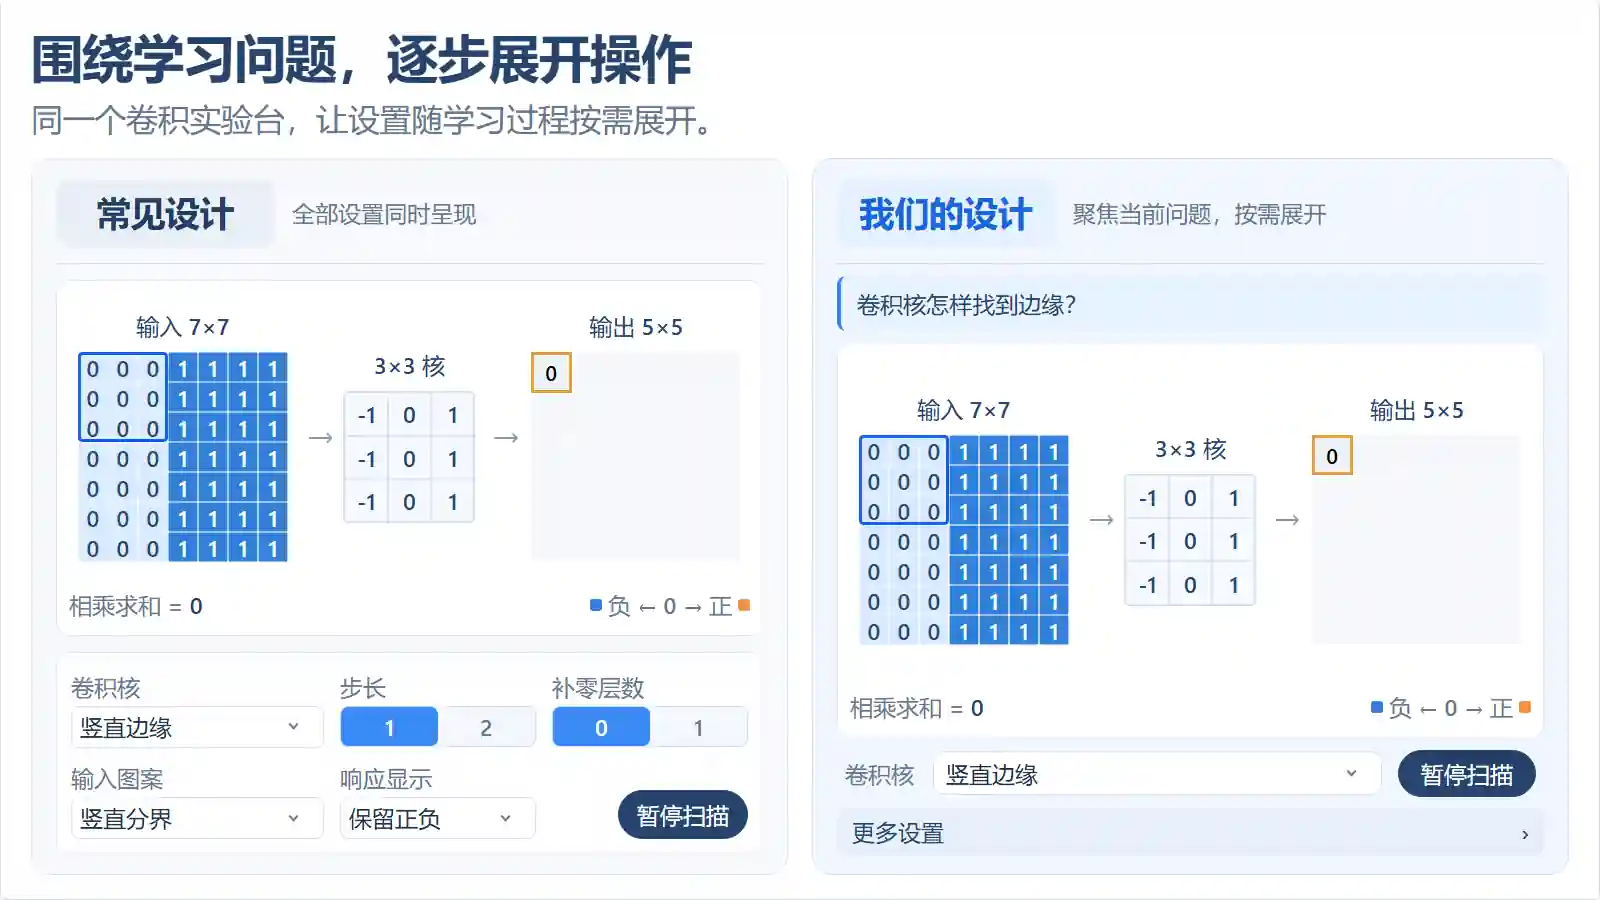 围绕学习问题，逐步展开操作
同一个卷积实验台，让设置随学习过程按需展开。
常见设计 全部设置同时呈现
输入 7×7
3×3 核
输出 5×5
0 0 0 1 1 1 1
0 0 0 1 1 1 1
0 0 0 1 1 1 1
0 0 0 1 1 1 1
0 0 0 1 1 1 1
0 0 0 1 1 1 1
0 0 0 1 1 1 1
→
-1 0 1
-1 0 1
-1 0 1
→
0
相乘求和 = 0
负 ← 0 → 正
卷积核 步长 补零层数
竖直边缘 1 2 0 1
输入图案 响应显示
竖直分界 保留正负 暂停扫描
我们的设计 聚焦当前问题，按需展开
卷积核怎样找到边缘？
输入 7×7
3×3 核
输出 5×5
0 0 0 1 1 1 1
0 0 0 1 1 1 1
0 0 0 1 1 1 1
0 0 0 1 1 1 1
0 0 0 1 1 1 1
0 0 0 1 1 1 1
0 0 0 1 1 1 1
→
-1 0 1
-1 0 1
-1 0 1
→
0
相乘求和 = 0
负 ← 0 → 正
卷积核 竖直边缘 暂停扫描
更多设置 ›